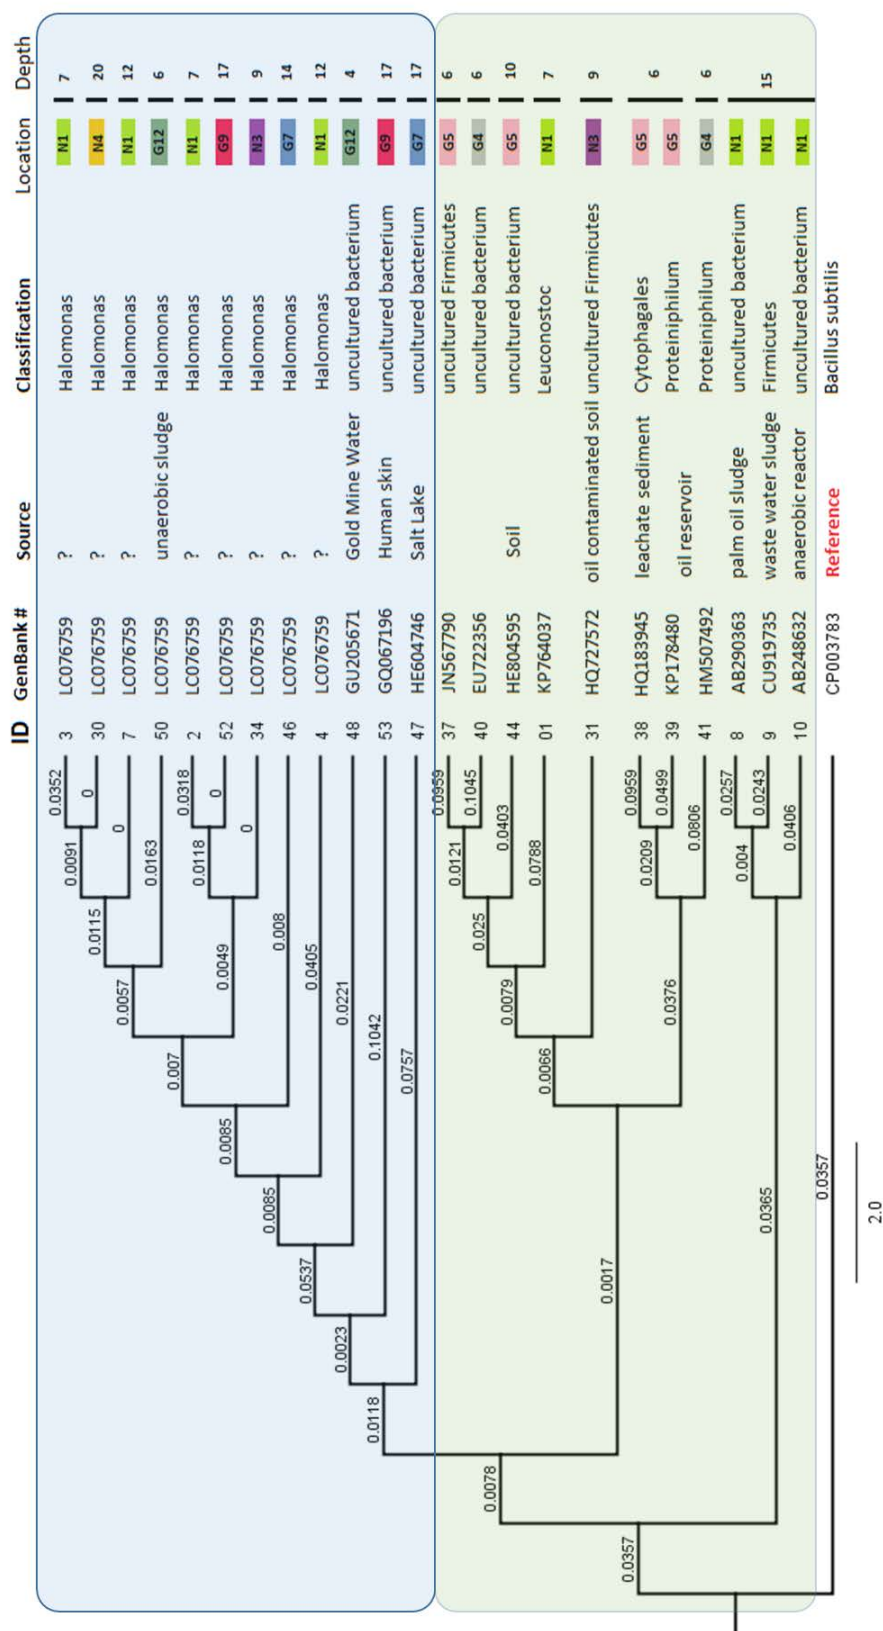 ID GenBank # Source Classification Location Depth
3 LC076759 ? Halomonas N1 7
30 LC076759 ? Halomonas N4 20
7 LC076759 ? Halomonas N1 12
50 LC076759 unaerobic sludge Halomonas G12 6
2 LC076759 ? Halomonas N1 7
52 LC076759 ? Halomonas G9 17
34 LC076759 ? Halomonas N3 9
46 LC076759 ? Halomonas G7 14
4 LC076759 ? Halomonas N1 12
48 GU205671 Gold Mine Water uncultured bacterium G12 4
53 GQ067196 Human skin uncultured bacterium G9 17
47 HE604746 Salt Lake uncultured bacterium G7 17
37 JN567790 uncultured Firmicutes G5 6
40 EU722356 uncultured bacterium G4 6
44 HE804595 Soil uncultured bacterium G5 10
01 KP764037 Leuconostoc N1 7
31 HQ727572 oil contaminated soil uncultured Firmicutes N3 9
38 HQ183945 leachate sediment Cytophagales G5
6
39 KP178480 oil reservoir Proteiniphilum G5
41 HM507492 Proteiniphilum G4 6
8 AB290363 palm oil sludge uncultured bacterium N1
9 CU919735 waste water sludge Firmicutes N1 15
10 AB248632 anaerobic reactor uncultured bacterium N1
CP003783 Reference Bacillus subtilis
0.0352
0.0091
0
0.0115
0
0.0057
0.0163
0.007
0.0318
0.0118
0
0.0049
0
0.0085
0.008
0.0085
0.0405
0.0537
0.0221
0.0023
0.1042
0.0118
0.0757
0.0959
0.0121
0.1045
0.025
0.0403
0.0079
0.0788
0.0066
0.0078
0.0017
0.0959
0.0209
0.0499
0.0376
0.0806
0.0357
0.0257
0.004
0.0243
0.0365
0.0406
0.0357
2.0